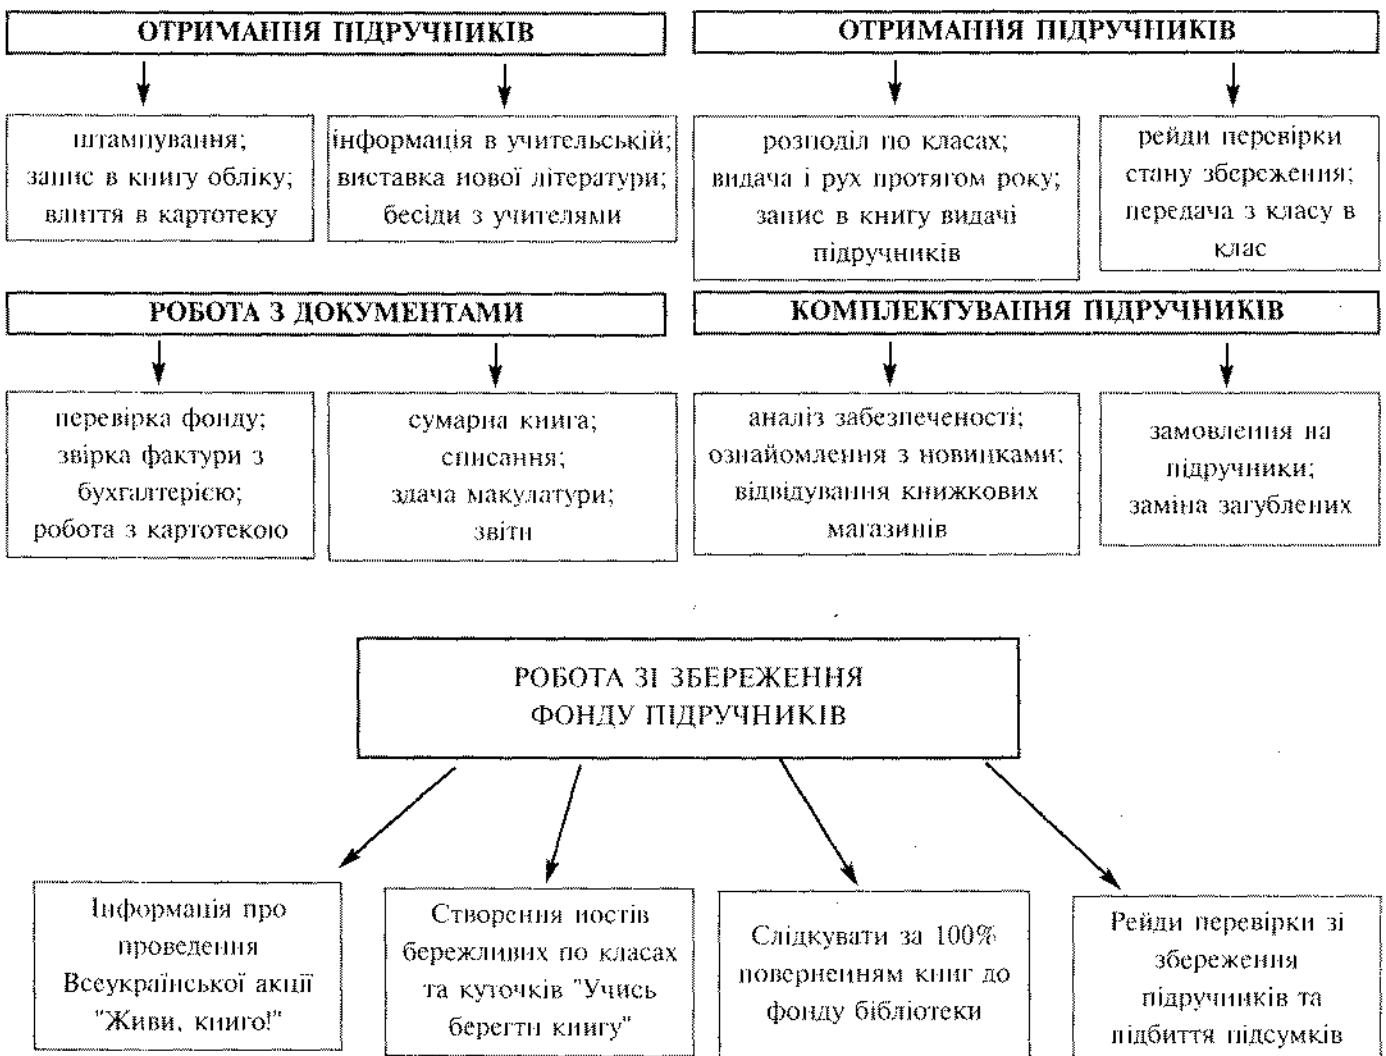 ОТРИМАННЯ ПІДРУЧНИКІВ
штампування;
запис в книгу обліку;
влиття в картотеку
інформація в учительській;
виставка нової літератури;
бесіди з учителями
ОТРИМАННЯ ПІДРУЧНИКІВ
розподіл по класах;
видача і рух протягом року;
запис в книгу видачі
підручників
рейди перевірки
стану збереження;
передача з класу в
клас
РОБОТА З ДОКУМЕНТАМИ
перевірка фонду;
звірка фактури з
бухгалтерією;
робота з картотекою
сумарна книга;
списання;
здача макулатури;
звіти
КОМПЛЕКТУВАННЯ ПІДРУЧНИКІВ
аналіз забезпеченості;
ознайомлення з новинками;
відвідування книжкових
магазинів
замовлення на
підручники;
заміна загублених
РОБОТА ЗІ ЗБЕРЕЖЕННЯ
ФОНДУ ПІДРУЧНИКІВ
Інформація про
проведення
Всеукраїнської акції
"Живи, книго!"
Створення постів
бережливих по класах
та куточків "Учись
берегти книгу"
Слідкувати за 100%
поверненням книг до
фонду бібліотеки
Рейди перевірки зі
збереження
підручників та
підбиття підсумків